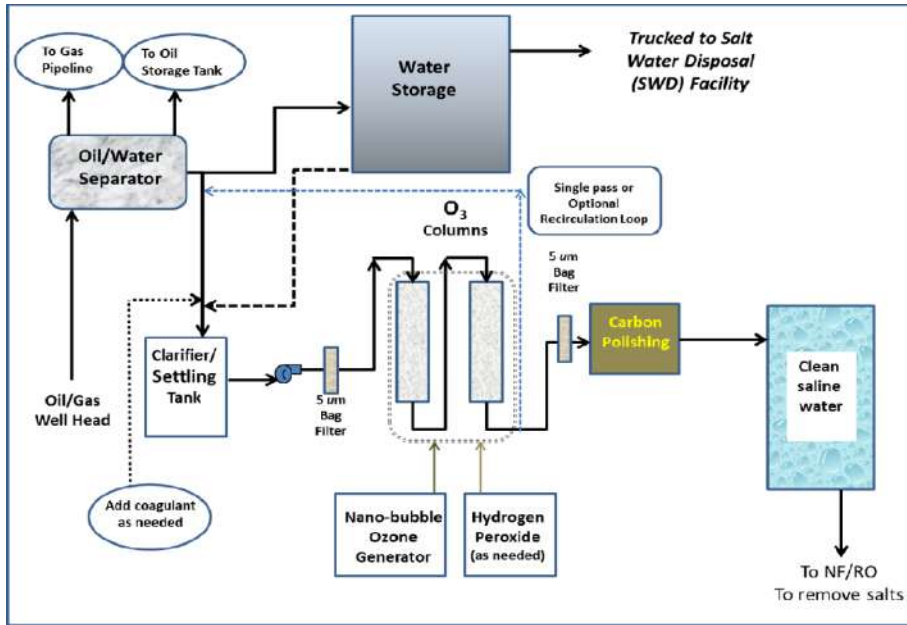 To Gas
Pipeline
To Oil
Storage Tank
Water
Storage
Trucked to Salt
Water Disposal
(SWD) Facility
Oil/Water
Separator
Single pass or
Optional
Recirculation Loop
O3
Columns
5 um
Bag
Filter
Carbon
Polishing
Clarifier/
Settling
Tank
5 um
Bag
Filter
Clean
saline
water
Oil/Gas
Well Head
Add coagulant
as needed
Nano-bubble
Ozone
Generator
Hydrogen
Peroxide
(as needed)
To NF/RO
To remove salts